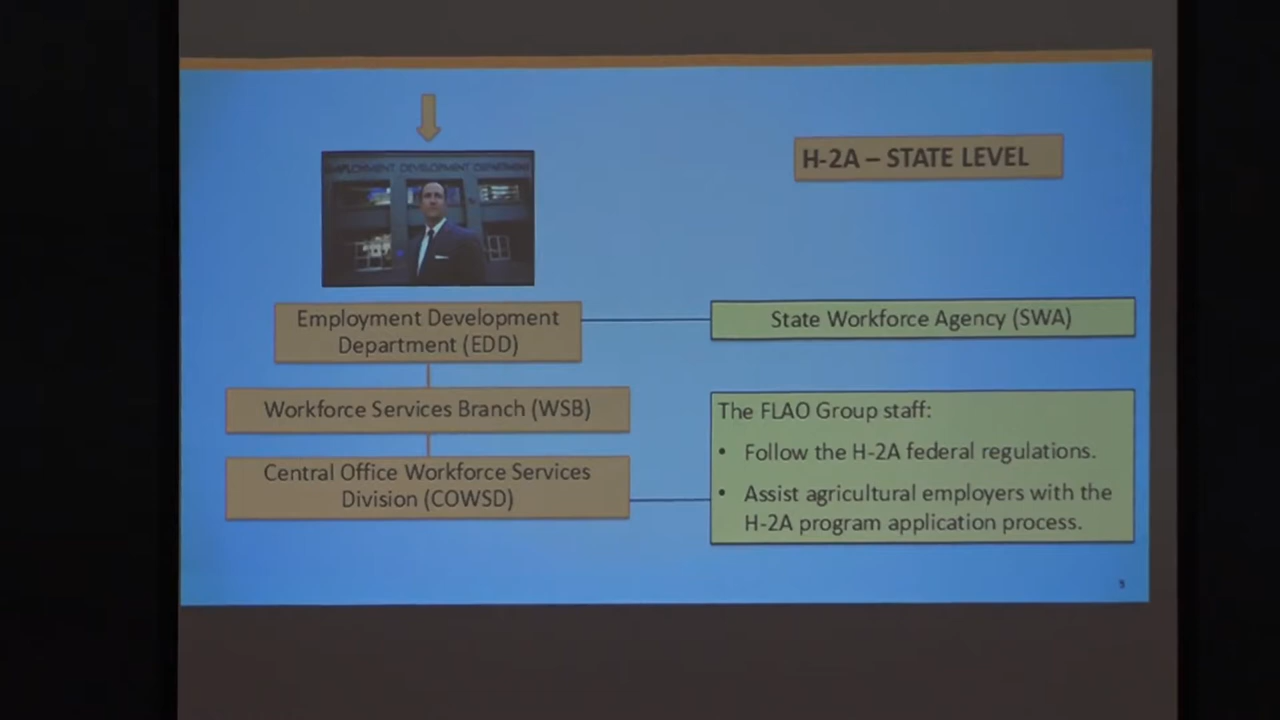 H-2A – STATE LEVEL
EMPLOYMENT DEVELOPMENT DEPARTMENT
Employment Development
Department (EDD)
State Workforce Agency (SWA)
Workforce Services Branch (WSB)
Central Office Workforce Services
Division (COWSD)
The FLAO Group staff:
• Follow the H-2A federal regulations.
• Assist agricultural employers with the
H-2A program application process.